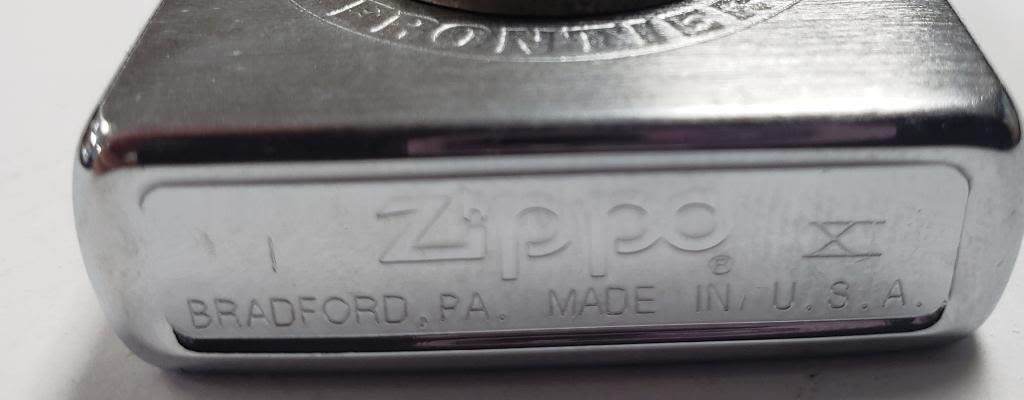 FRONTIER
I Zippo ® XI
BRADFORD, PA. MADE IN U.S.A.